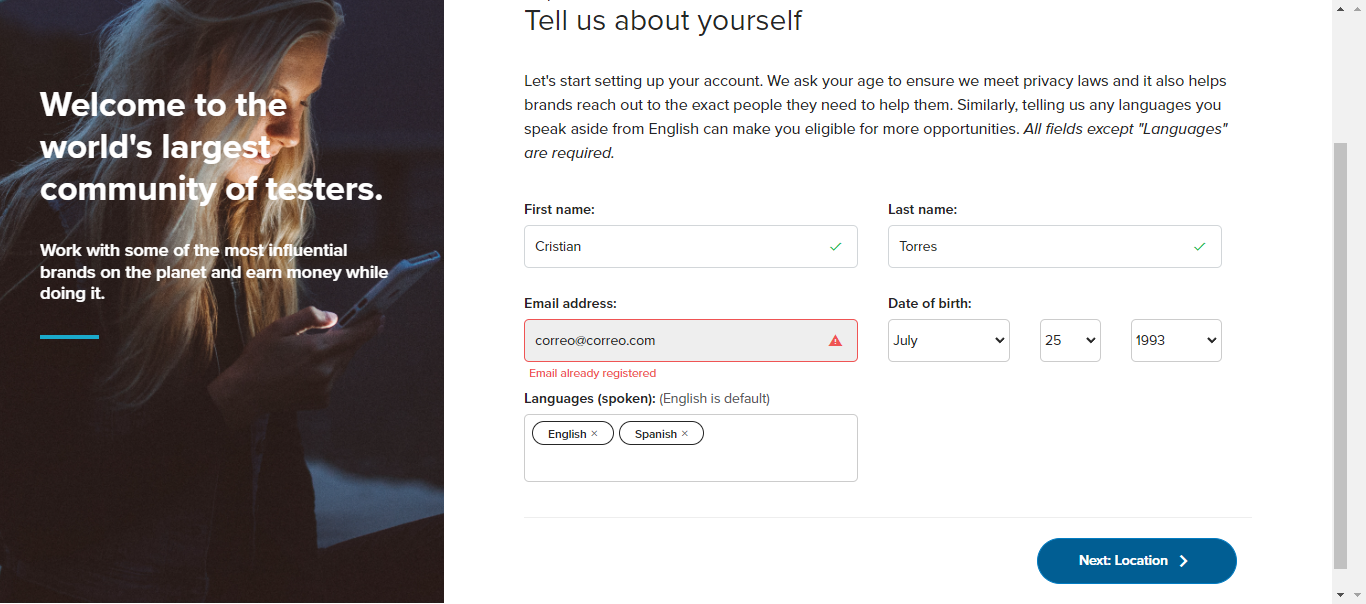 Welcome to the
world's largest
community of testers.
Work with some of the most influential
brands on the planet and earn money while
doing it.
Tell us about yourself
Let's start setting up your account. We ask your age to ensure we meet privacy laws and it also helps
brands reach out to the exact people they need to help them. Similarly, telling us any languages you
speak aside from English can make you eligible for more opportunities. All fields except "Languages"
are required.
First name:
Last name:
Cristian
Torres
Email address:
Date of birth:
correo@correo.com
July
25
1993
Email already registered
Languages (spoken): (English is default)
English ×
Spanish ×
Next: Location